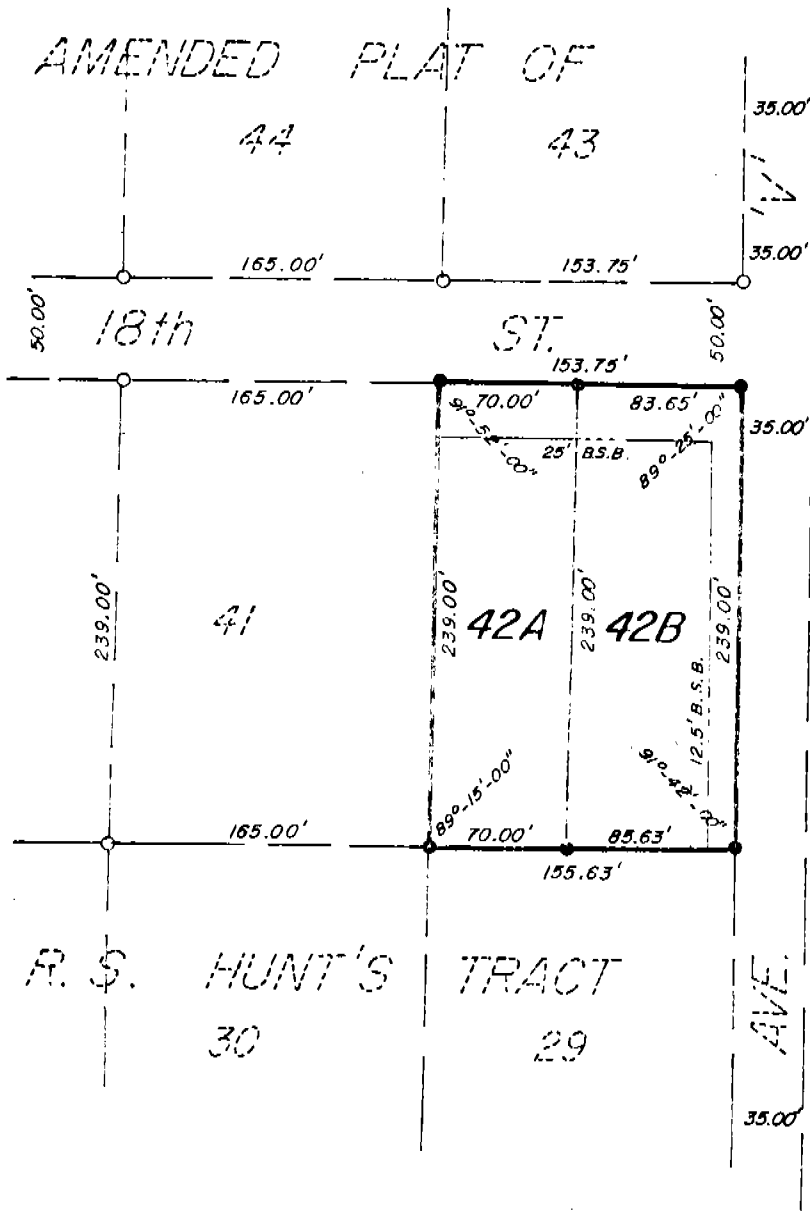 AMENDED PLAT OF
35.00'
44 43
'V'
35.00'
165.00' 153.75'
50.00' 18th ST. 50.00'
153.75'
165.00' 70.00' 83.65'
35.00'
91°-52'-00" 89°-25'-00"
25' B.S.B.
239.00' 41 239.00' 42A 239.00' 42B 239.00'
12.5' B.S.B.
89°-15'-00" 91°-42'-00"
165.00' 70.00' 85.63'
155.63'
R. S. HUNT'S TRACT
AVE.
30 29
35.00'